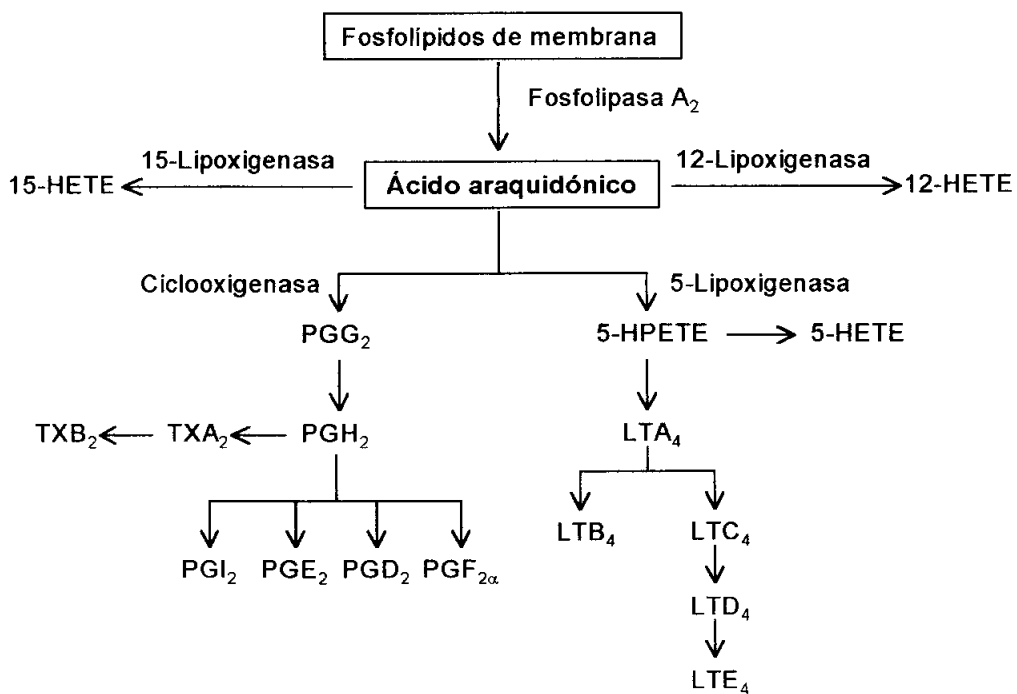 Fosfolípidos de membrana
Fosfolipasa A₂
15-Lipoxigenasa
12-Lipoxigenasa
15-HETE
Ácido araquidónico
12-HETE
Ciclooxigenasa
5-Lipoxigenasa
PGG₂
5-HPETE
5-HETE
TXB₂
TXA₂
PGH₂
LTA₄
LTB₄
LTC₄
PGI₂
PGE₂
PGD₂
PGF₂α
LTD₄
LTE₄